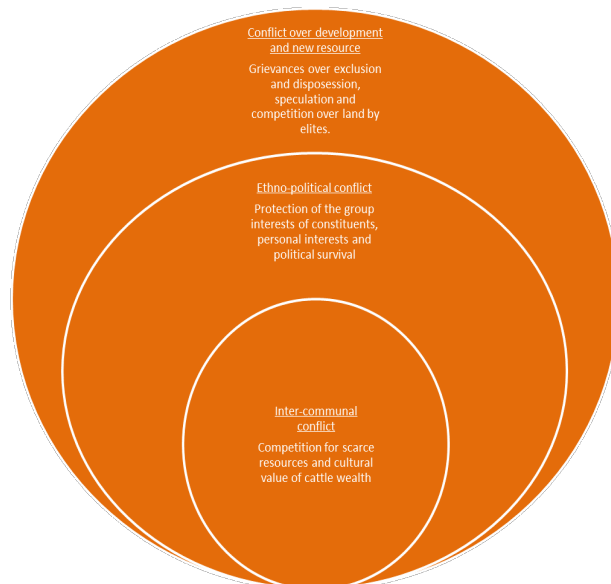 Conflict over development
and new resource
Grievances over exclusion
and disposession,
speculation and
competition over land by
elites.
Ethno-political conflict
Protection of the group
interests of constituents,
personal interests and
political survival
Inter-communal
conflict
Competition for scarce
resources and cultural
value of cattle wealth